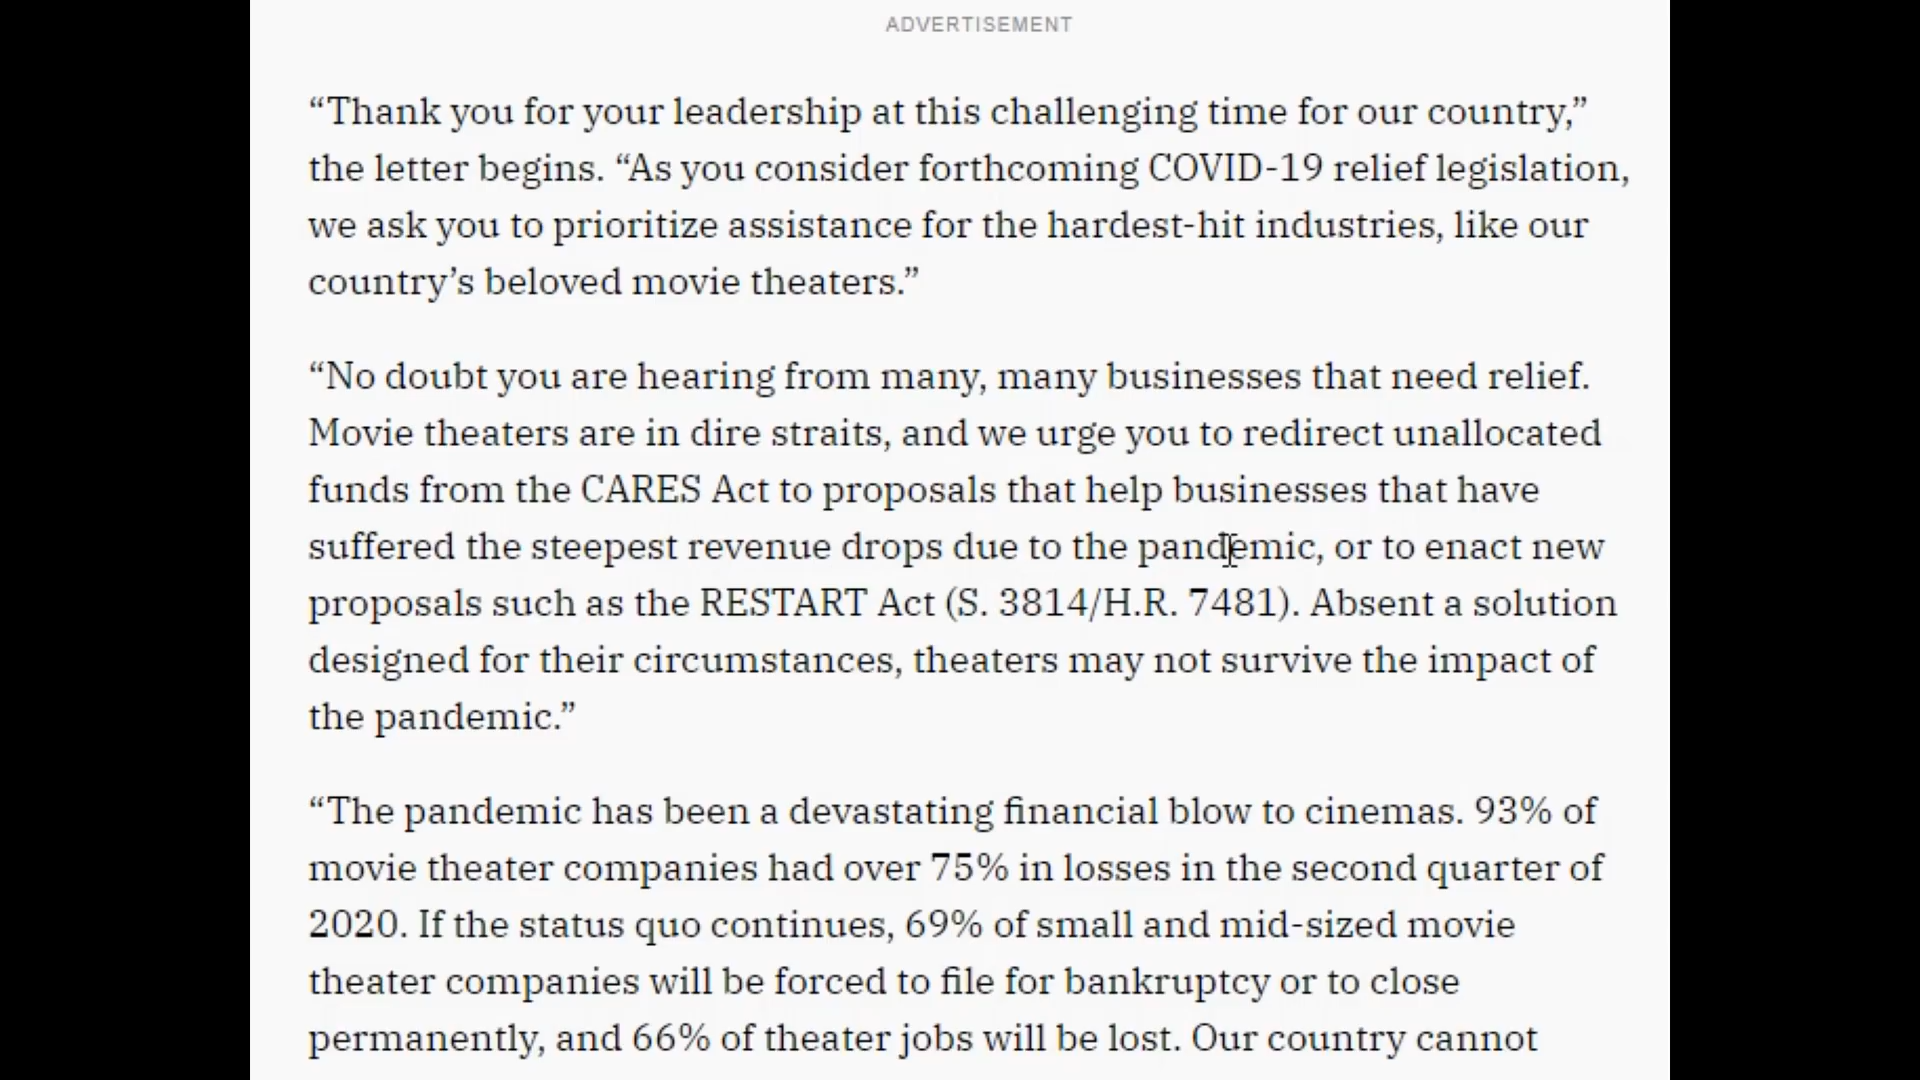 ADVERTISEMENT
“Thank you for your leadership at this challenging time for our country,”
the letter begins. “As you consider forthcoming COVID-19 relief legislation,
we ask you to prioritize assistance for the hardest-hit industries, like our
country’s beloved movie theaters.”
“No doubt you are hearing from many, many businesses that need relief.
Movie theaters are in dire straits, and we urge you to redirect unallocated
funds from the CARES Act to proposals that help businesses that have
suffered the steepest revenue drops due to the pandemic, or to enact new
proposals such as the RESTART Act (S. 3814/H.R. 7481). Absent a solution
designed for their circumstances, theaters may not survive the impact of
the pandemic.”
“The pandemic has been a devastating financial blow to cinemas. 93% of
movie theater companies had over 75% in losses in the second quarter of
2020. If the status quo continues, 69% of small and mid-sized movie
theater companies will be forced to file for bankruptcy or to close
permanently, and 66% of theater jobs will be lost. Our country cannot